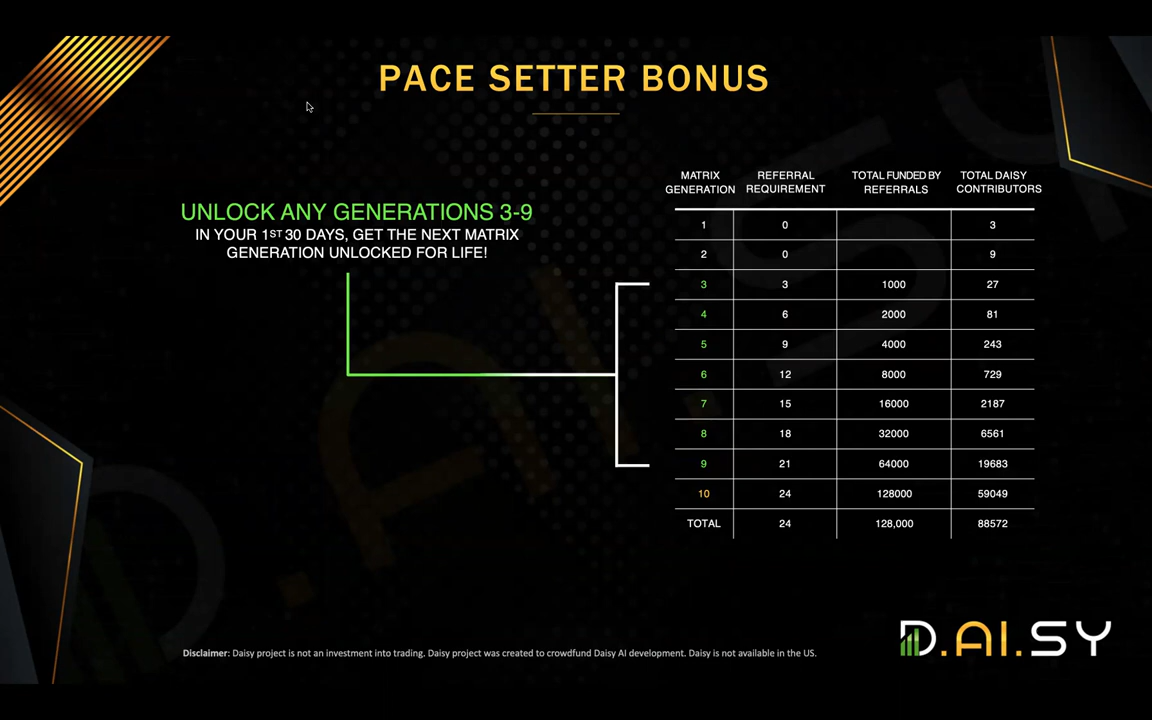 PACE SETTER BONUS
UNLOCK ANY GENERATIONS 3-9
IN YOUR 1ST 30 DAYS, GET THE NEXT MATRIX
GENERATION UNLOCKED FOR LIFE!
MATRIX GENERATION REFERRAL REQUIREMENT TOTAL FUNDED BY REFERRALS TOTAL DAISY CONTRIBUTORS
1 0 3
2 0 9
3 3 1000 27
4 6 2000 81
5 9 4000 243
6 12 8000 729
7 15 16000 2187
8 18 32000 6561
9 21 64000 19683
10 24 128000 59049
TOTAL 24 128,000 88572
D.AI.SY
Disclaimer: Daisy project is not an investment into trading. Daisy project was created to crowdfund Daisy AI development. Daisy is not available in the US.